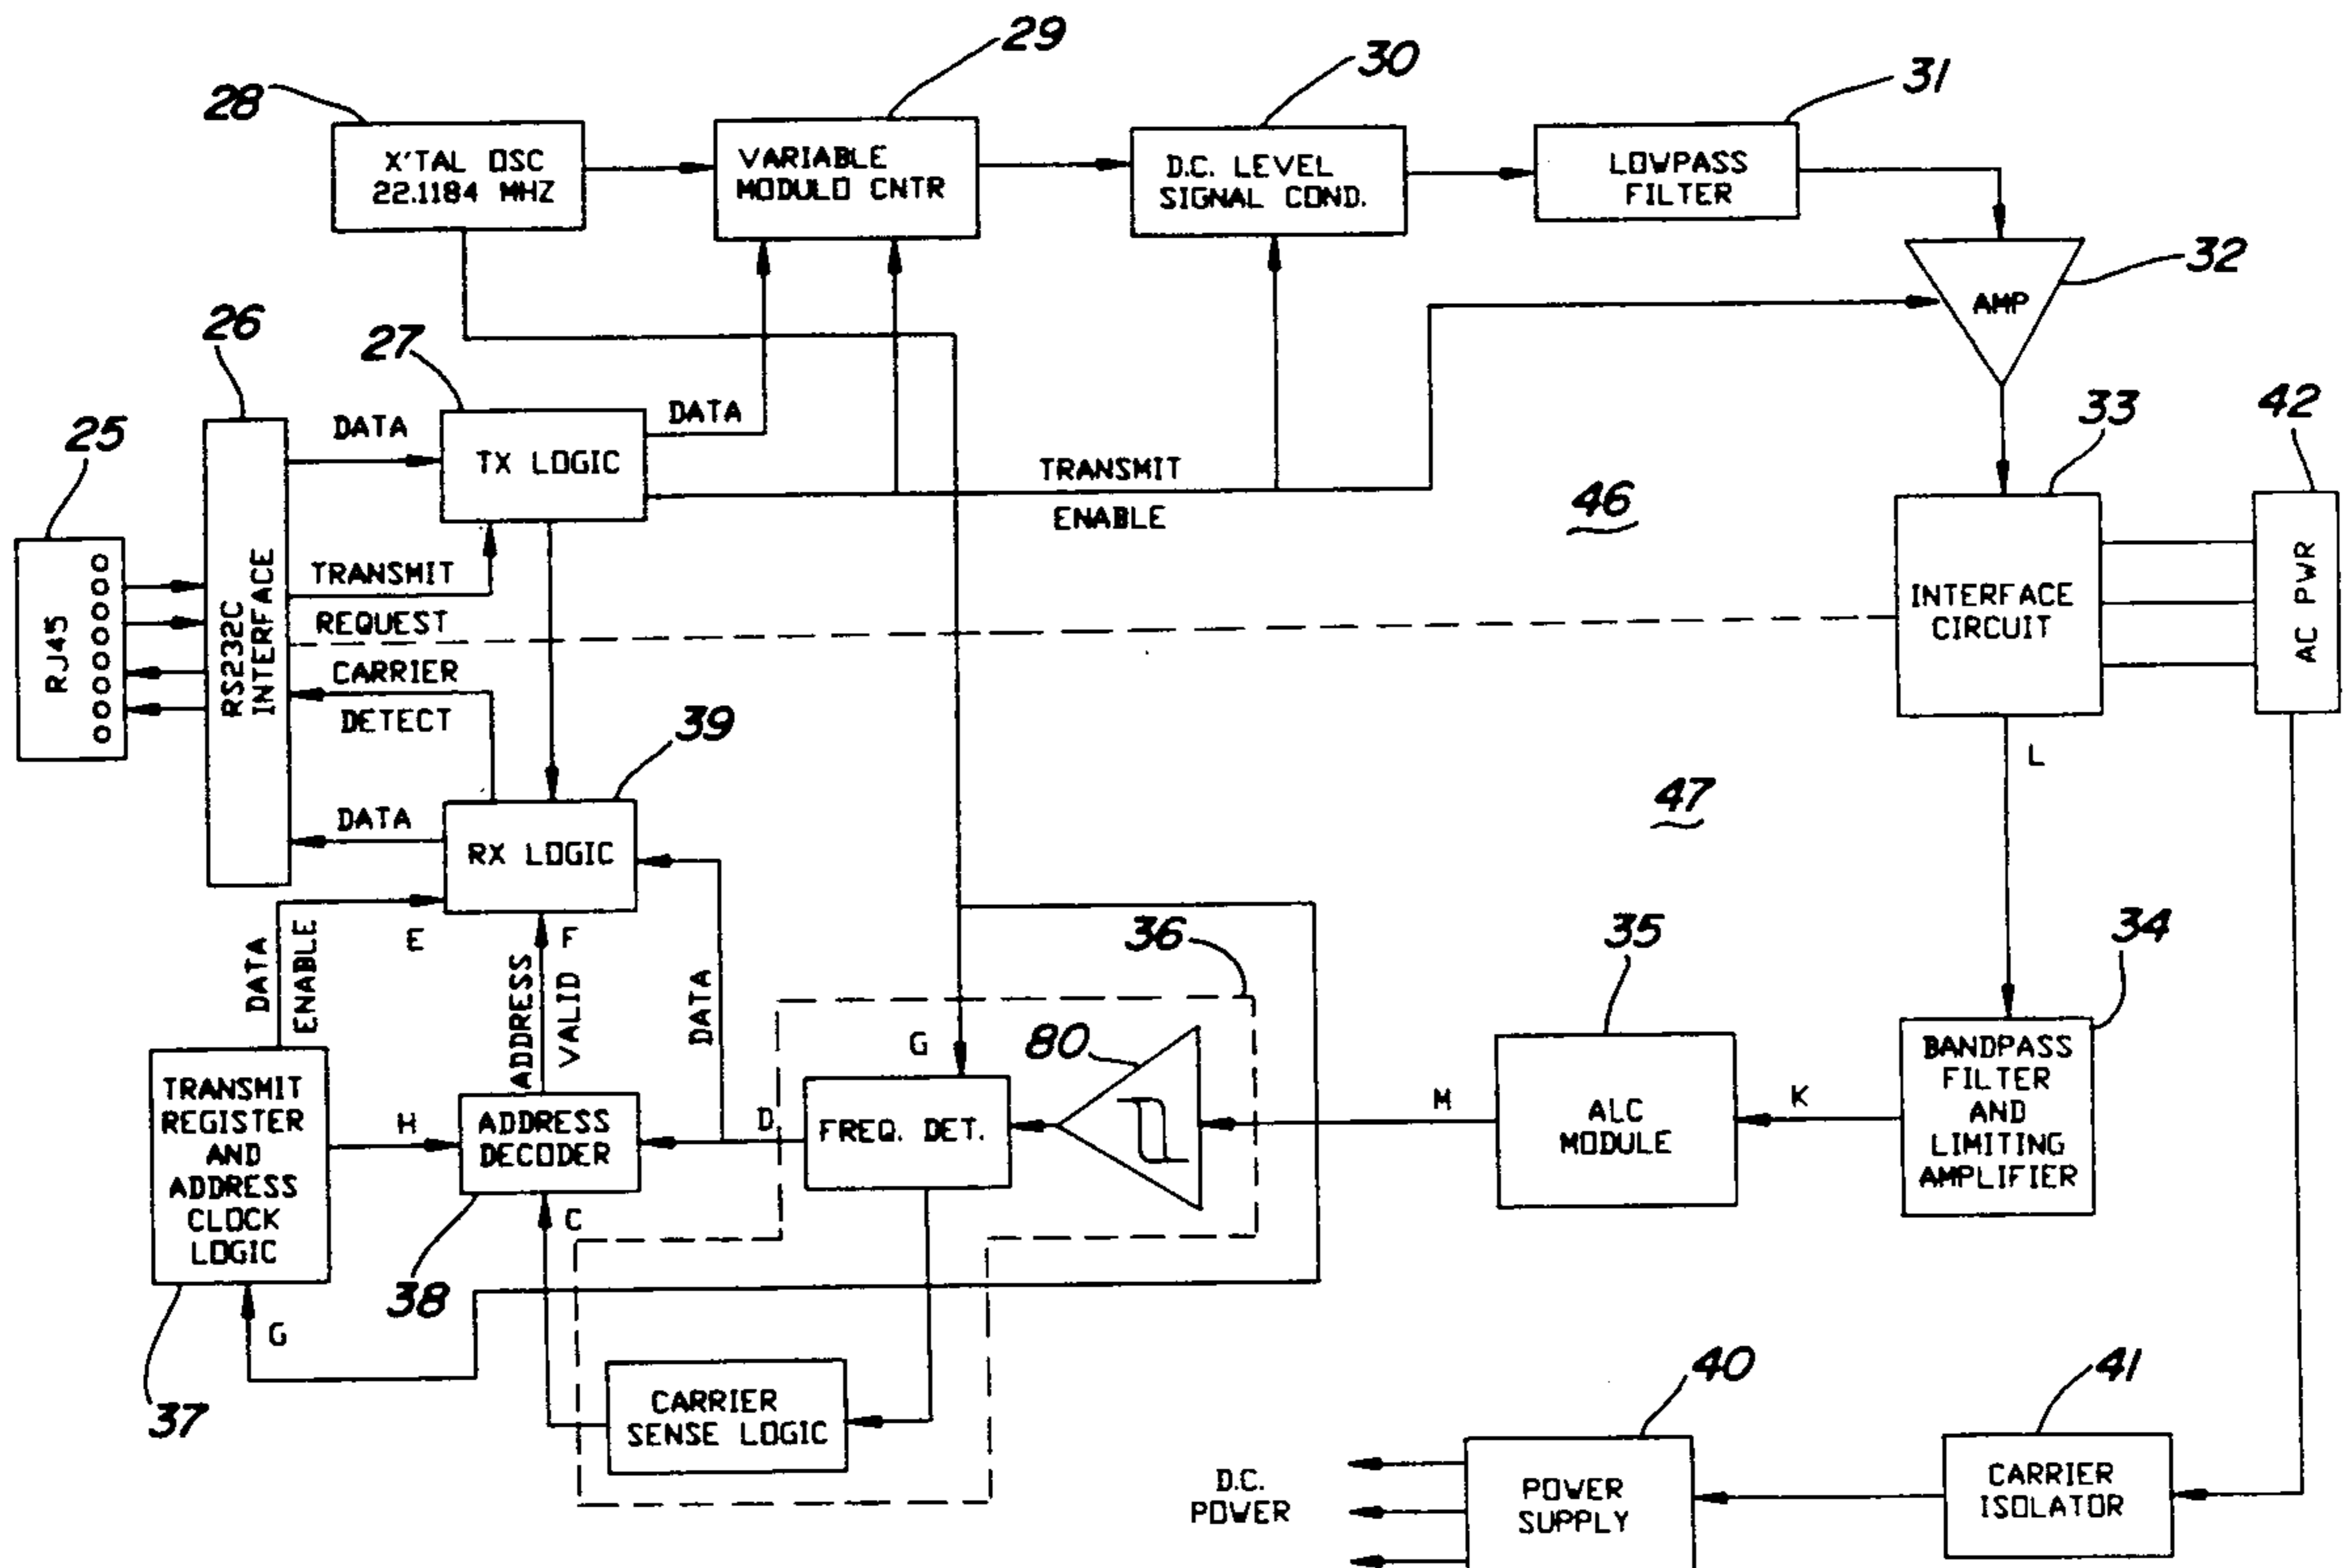 28
29
30
31
X'TAL OSC
22.1184 MHZ
VARIABLE
MODULO CNTR
D.C. LEVEL
SIGNAL COND.
LOWPASS
FILTER
32
AMP
26
27
25
DATA
DATA
TX LOGIC
TRANSMIT
ENABLE
46
33
42
RJ45
RS232C
INTERFACE
TRANSMIT
REQUEST
INTERFACE
CIRCUIT
AC PWR
CARRIER
DETECT
39
L
47
DATA
RX LOGIC
E
F
DATA
ENABLE
ADDRESS
VALID
DATA
36
35
34
G
80
TRANSMIT
REGISTER
AND
ADDRESS
CLOCK
LOGIC
H
ADDRESS
DECODER
D
FREQ. DET.
M
ALC
MODULE
K
BANDPASS
FILTER
AND
LIMITING
AMPLIFIER
C
38
G
37
CARRIER
SENSE LOGIC
40
41
D.C.
POWER
POWER
SUPPLY
CARRIER
ISOLATOR